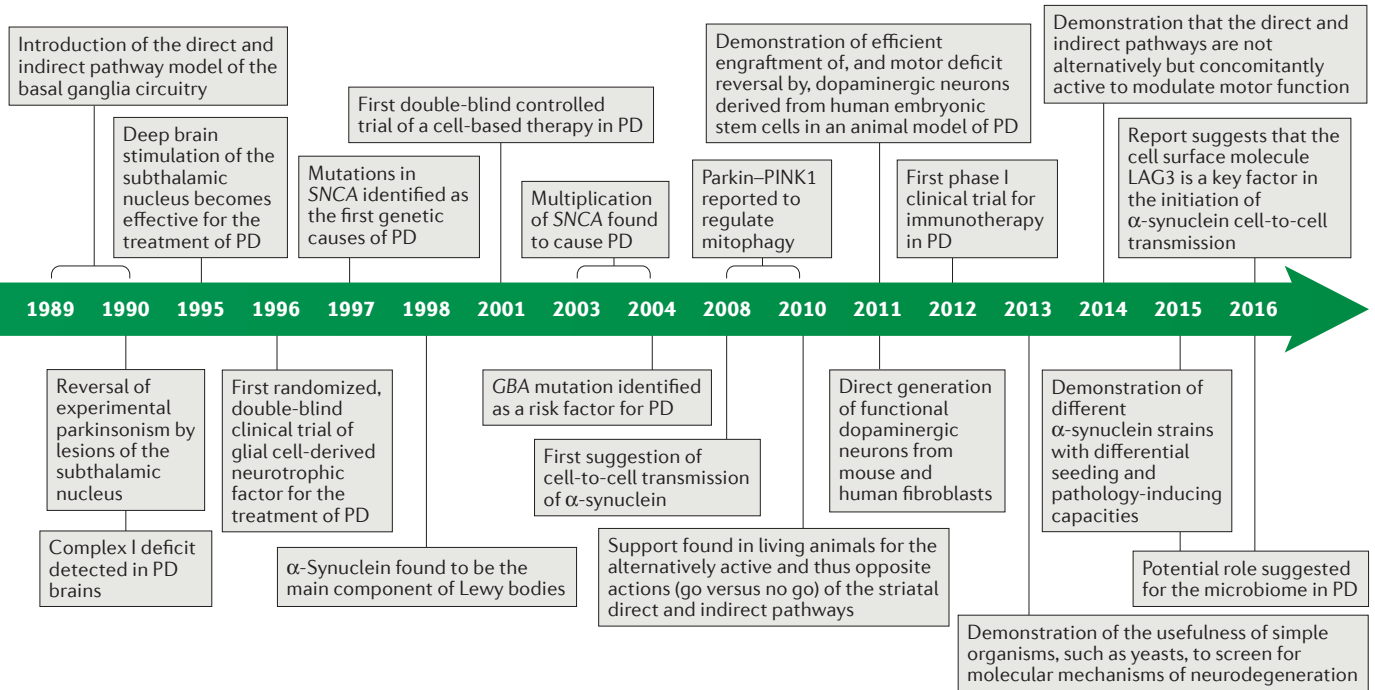 Introduction of the direct and
indirect pathway model of the
basal ganglia circuitry
Deep brain
stimulation of the
subthalamic
nucleus becomes
effective for the
treatment of PD
Mutations in
SNCA identified as
the first genetic
causes of PD
First double-blind controlled
trial of a cell-based therapy in PD
Multiplication
of SNCA found
to cause PD
Parkin–PINK1
reported to
regulate
mitophagy
Demonstration of efficient
engraftment of, and motor deficit
reversal by, dopaminergic neurons
derived from human embryonic
stem cells in an animal model of PD
First phase I
clinical trial for
immunotherapy
in PD
Demonstration that the direct and
indirect pathways are not
alternatively but concomitantly
active to modulate motor function
Report suggests that the
cell surface molecule
LAG3 is a key factor in
the initiation of
α-synuclein cell-to-cell
transmission
1989 1990 1995 1996 1997 1998 2001 2003 2004 2008 2010 2011 2012 2013 2014 2015 2016
Reversal of
experimental
parkinsonism by
lesions of the
subthalamic
nucleus
Complex I deficit
detected in PD
brains
First randomized,
double-blind
clinical trial of
glial cell-derived
neurotrophic
factor for the
treatment of PD
α-Synuclein found to be the
main component of Lewy bodies
GBA mutation identified
as a risk factor for PD
First suggestion of
cell-to-cell transmission
of α-synuclein
Support found in living animals for the
alternatively active and thus opposite
actions (go versus no go) of the striatal
direct and indirect pathways
Direct generation
of functional
dopaminergic
neurons from
mouse and
human fibroblasts
Demonstration of the usefulness of simple
organisms, such as yeasts, to screen for
molecular mechanisms of neurodegeneration
Demonstration of
different
α-synuclein strains
with differential
seeding and
pathology-inducing
capacities
Potential role suggested
for the microbiome in PD